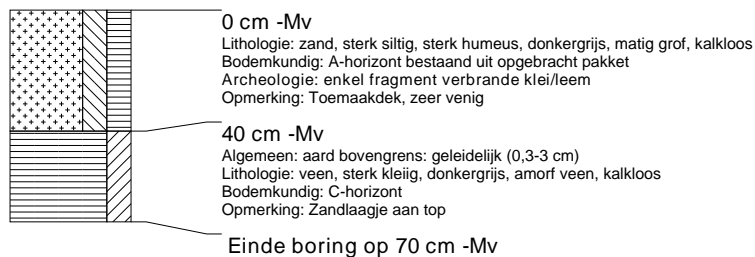 0 cm -Mv
Lithologie: zand, sterk siltig, sterk humeus, donkergrijs, matig grof, kalkloos
Bodemkundig: A-horizont bestaand uit opgebracht pakket
Archeologie: enkel fragment verbrande klei/leem
Opmerking: Toemaakdek, zeer venig
40 cm -Mv
Algemeen: aard bovengrens: geleidelijk (0,3-3 cm)
Lithologie: veen, sterk kleiig, donkergrijs, amorf veen, kalkloos
Bodemkundig: C-horizont
Opmerking: Zandlaagje aan top
Einde boring op 70 cm -Mv